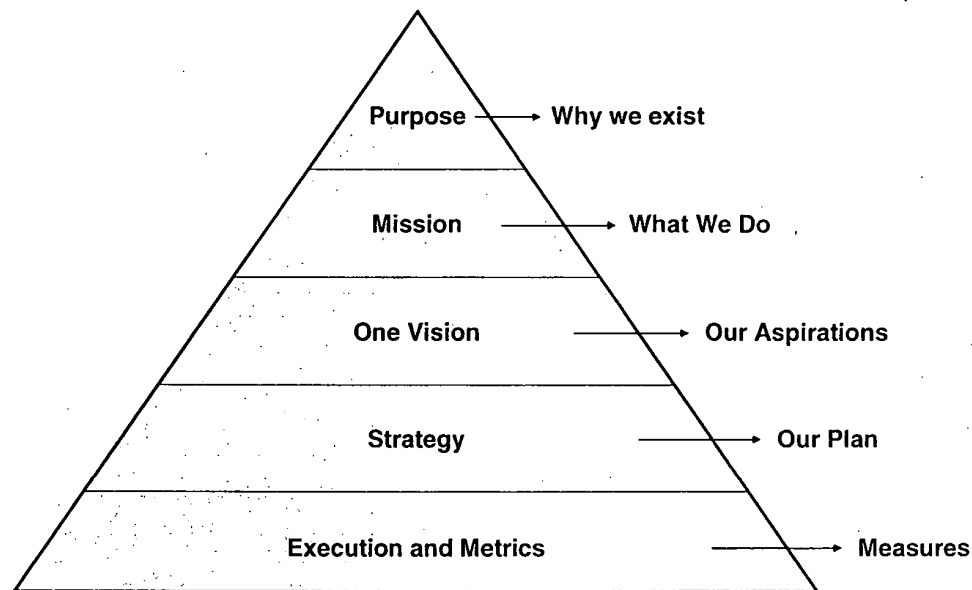 Purpose Why we exist
Mission What We Do
One Vision Our Aspirations
Strategy Our Plan
Execution and Metrics Measures